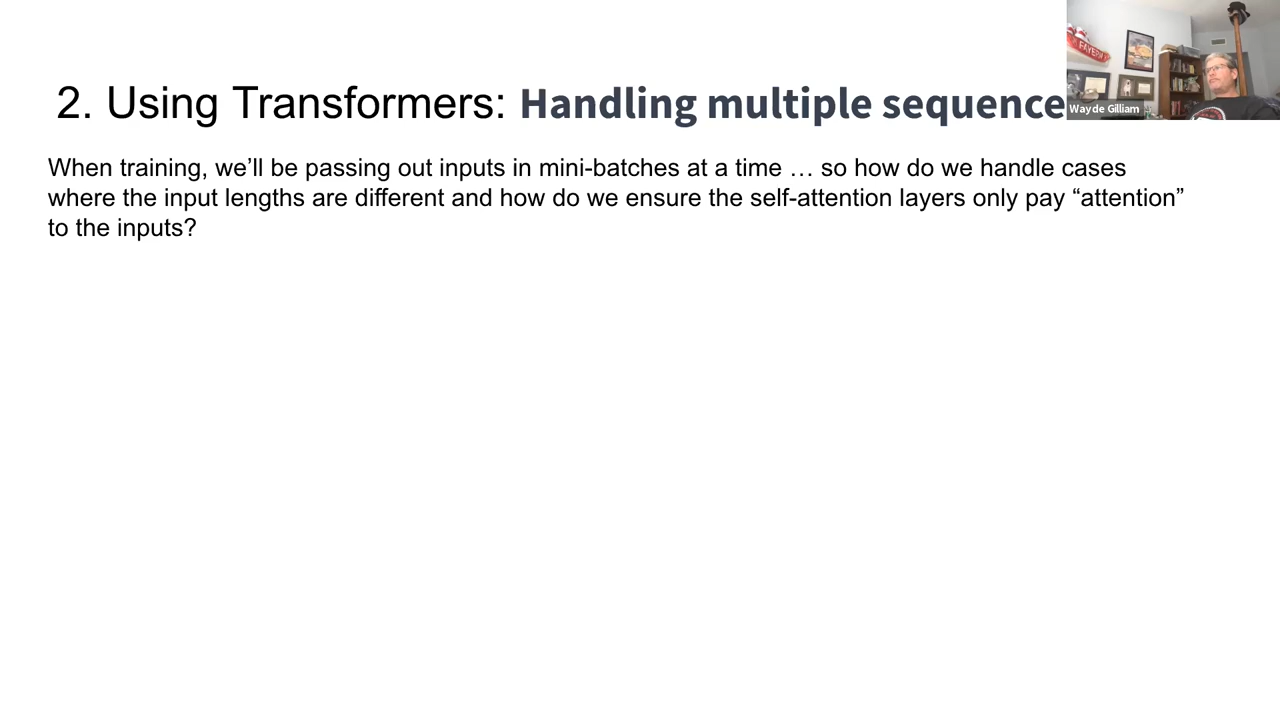 2. Using Transformers: Handling multiple sequence
When training, we’ll be passing out inputs in mini-batches at a time … so how do we handle cases
where the input lengths are different and how do we ensure the self-attention layers only pay “attention”
to the inputs?
Wayde Gilliam